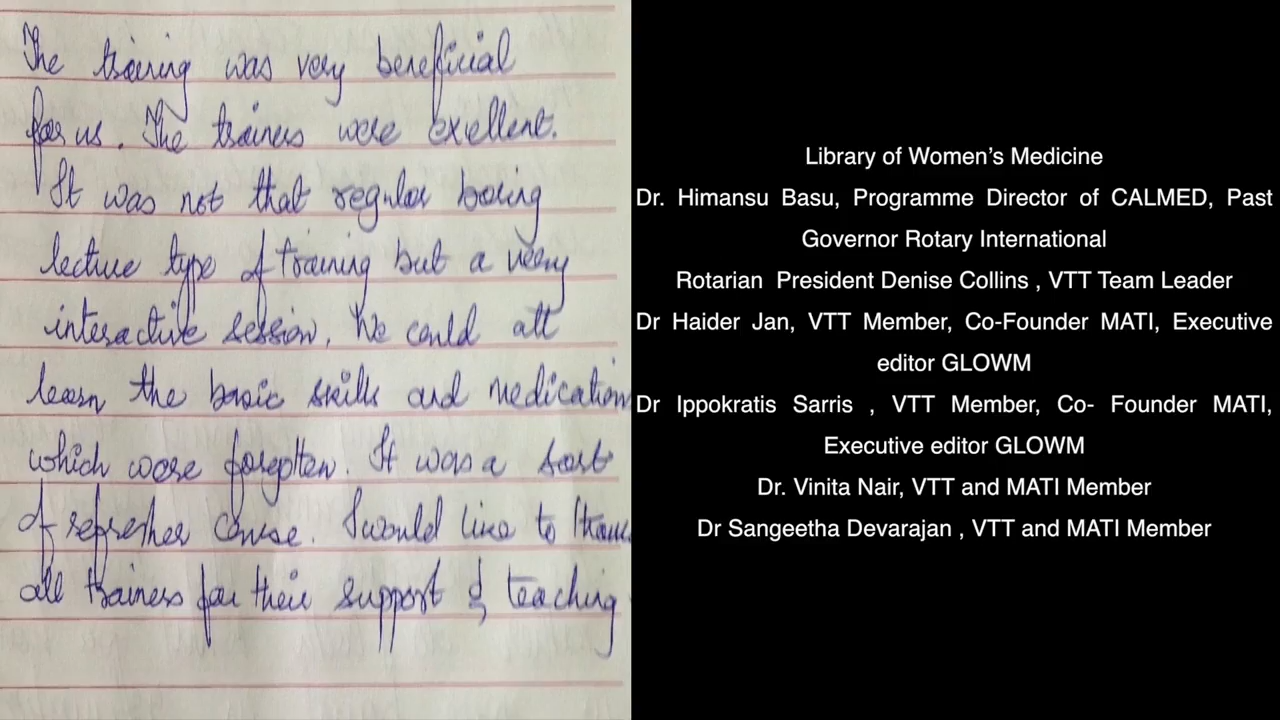 The training was very beneficial
for us. The trainers were exellent.
It was not that regular boring
lecture type of training but a very
interactive session. We could all
learn the basic skills and medication
which were forgotten. It was a sort
of refresher course. I would like to thank
all trainers for their support & teaching.
Library of Women’s Medicine
Dr. Himansu Basu, Programme Director of CALMED, Past
Governor Rotary International
Rotarian President Denise Collins , VTT Team Leader
Dr Haider Jan, VTT Member, Co-Founder MATI, Executive
editor GLOWM
Dr Ippokratis Sarris , VTT Member, Co- Founder MATI,
Executive editor GLOWM
Dr. Vinita Nair, VTT and MATI Member
Dr Sangeetha Devarajan , VTT and MATI Member